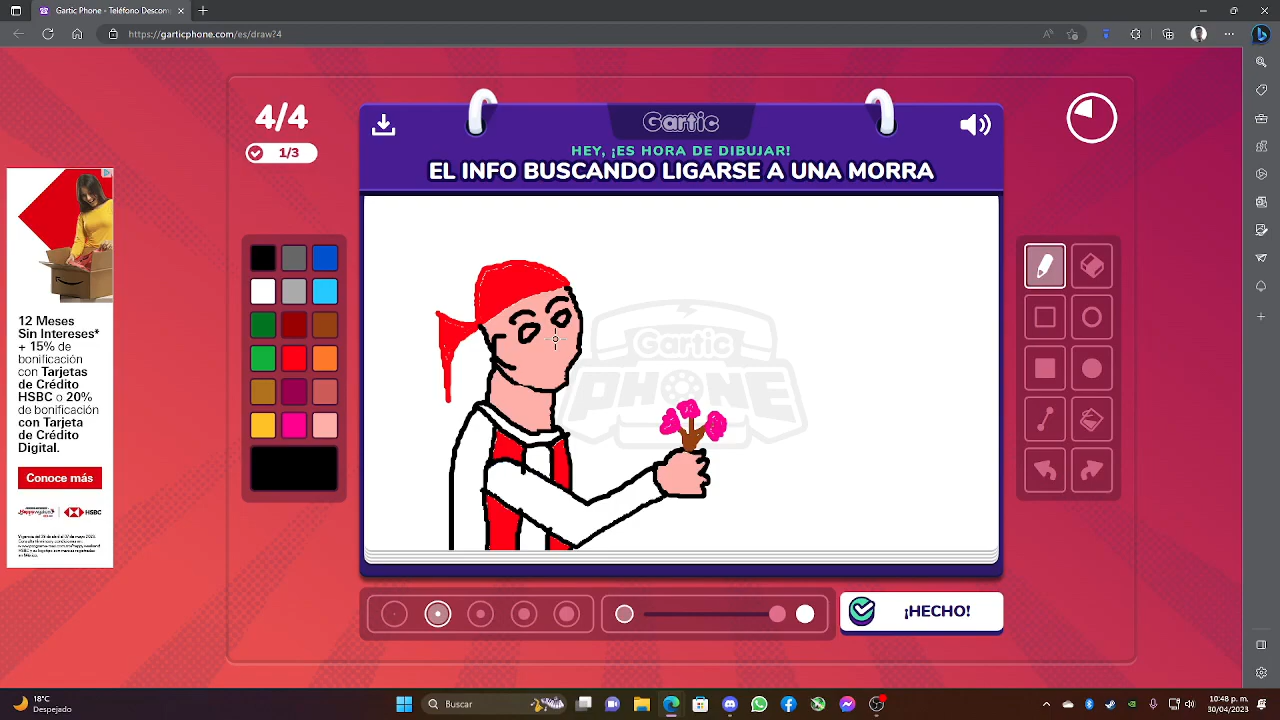 Gartic Phone - Teléfono Descom
https://garticphone.com/es/draw?4
4/4
1/3
Gartic
HEY, ¡ES HORA DE DIBUJAR!
EL INFO BUSCANDO LIGARSE A UNA MORRA
Gartic
PHONE
12 Meses
Sin Intereses*
+ 15% de
bonificación
con Tarjetas
de Crédito
HSBC o 20%
de bonificación
con Tarjeta
de Crédito
Digital.
Conoce más
HSBC
¡HECHO!
18°C
Despejado
Buscar
10:48 p. m.
30/04/2023